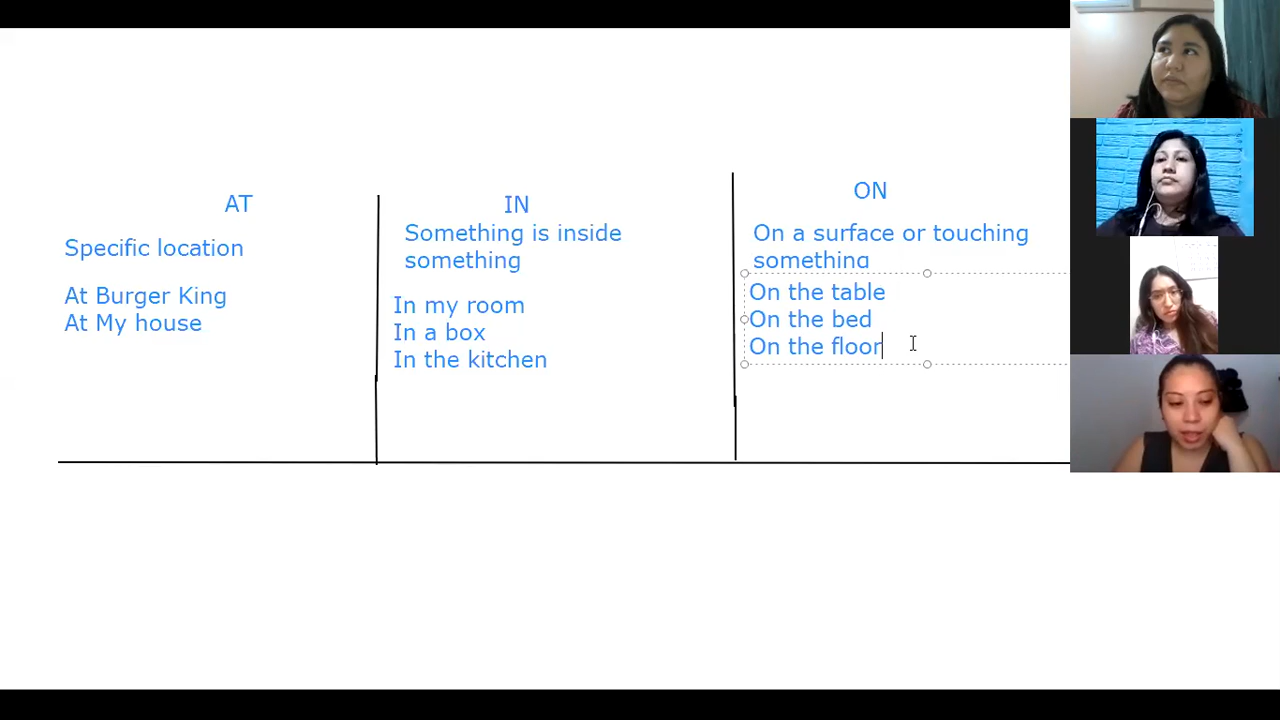 AT
Specific location
At Burger King
At My house
IN
Something is inside
something
In my room
In a box
In the kitchen
ON
On a surface or touching
something
On the table
On the bed
On the floor